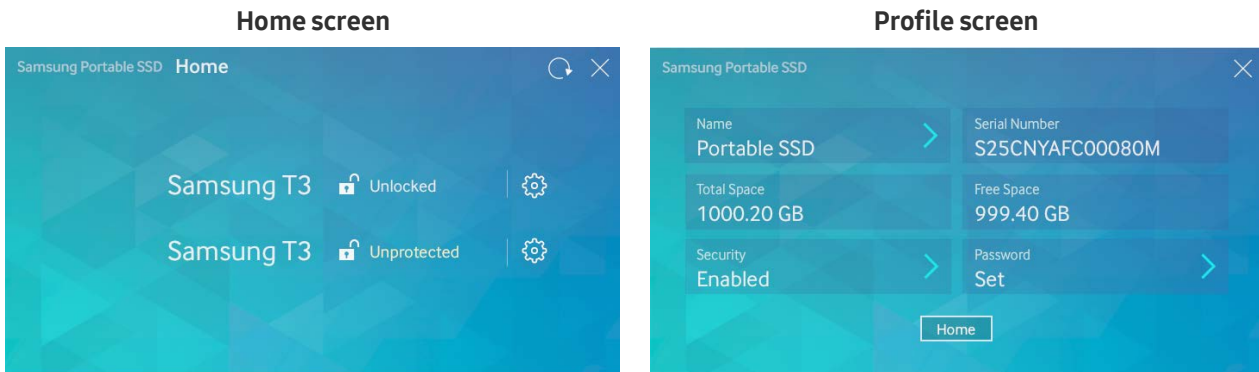 Home screen
Samsung Portable SSD Home
Samsung T3 Unlocked
Samsung T3 Unprotected
Profile screen
Samsung Portable SSD
Name
Portable SSD
Serial Number
S25CNYAFC00080M
Total Space
1000.20 GB
Free Space
999.40 GB
Security
Enabled
Password
Set
Home